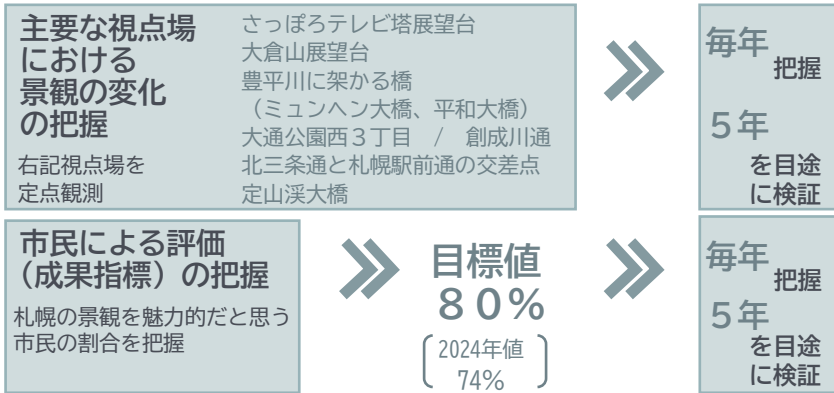 主要な視点場
における
景観の変化
の把握
右記視点場を
定点観測
さっぽろテレビ塔展望台
大倉山展望台
豊平川に架かる橋
（ミュンヘン大橋、平和大橋）
大通公園西３丁目 / 創成川通
北三条通と札幌駅前通の交差点
定山渓大橋
毎年
把握
５年
を目途
に検証
市民による評価
（成果指標）の把握
札幌の景観を魅力的だと思う
市民の割合を把握
目標値
８０%
2024年値
74%
毎年
把握
５年
を目途
に検証